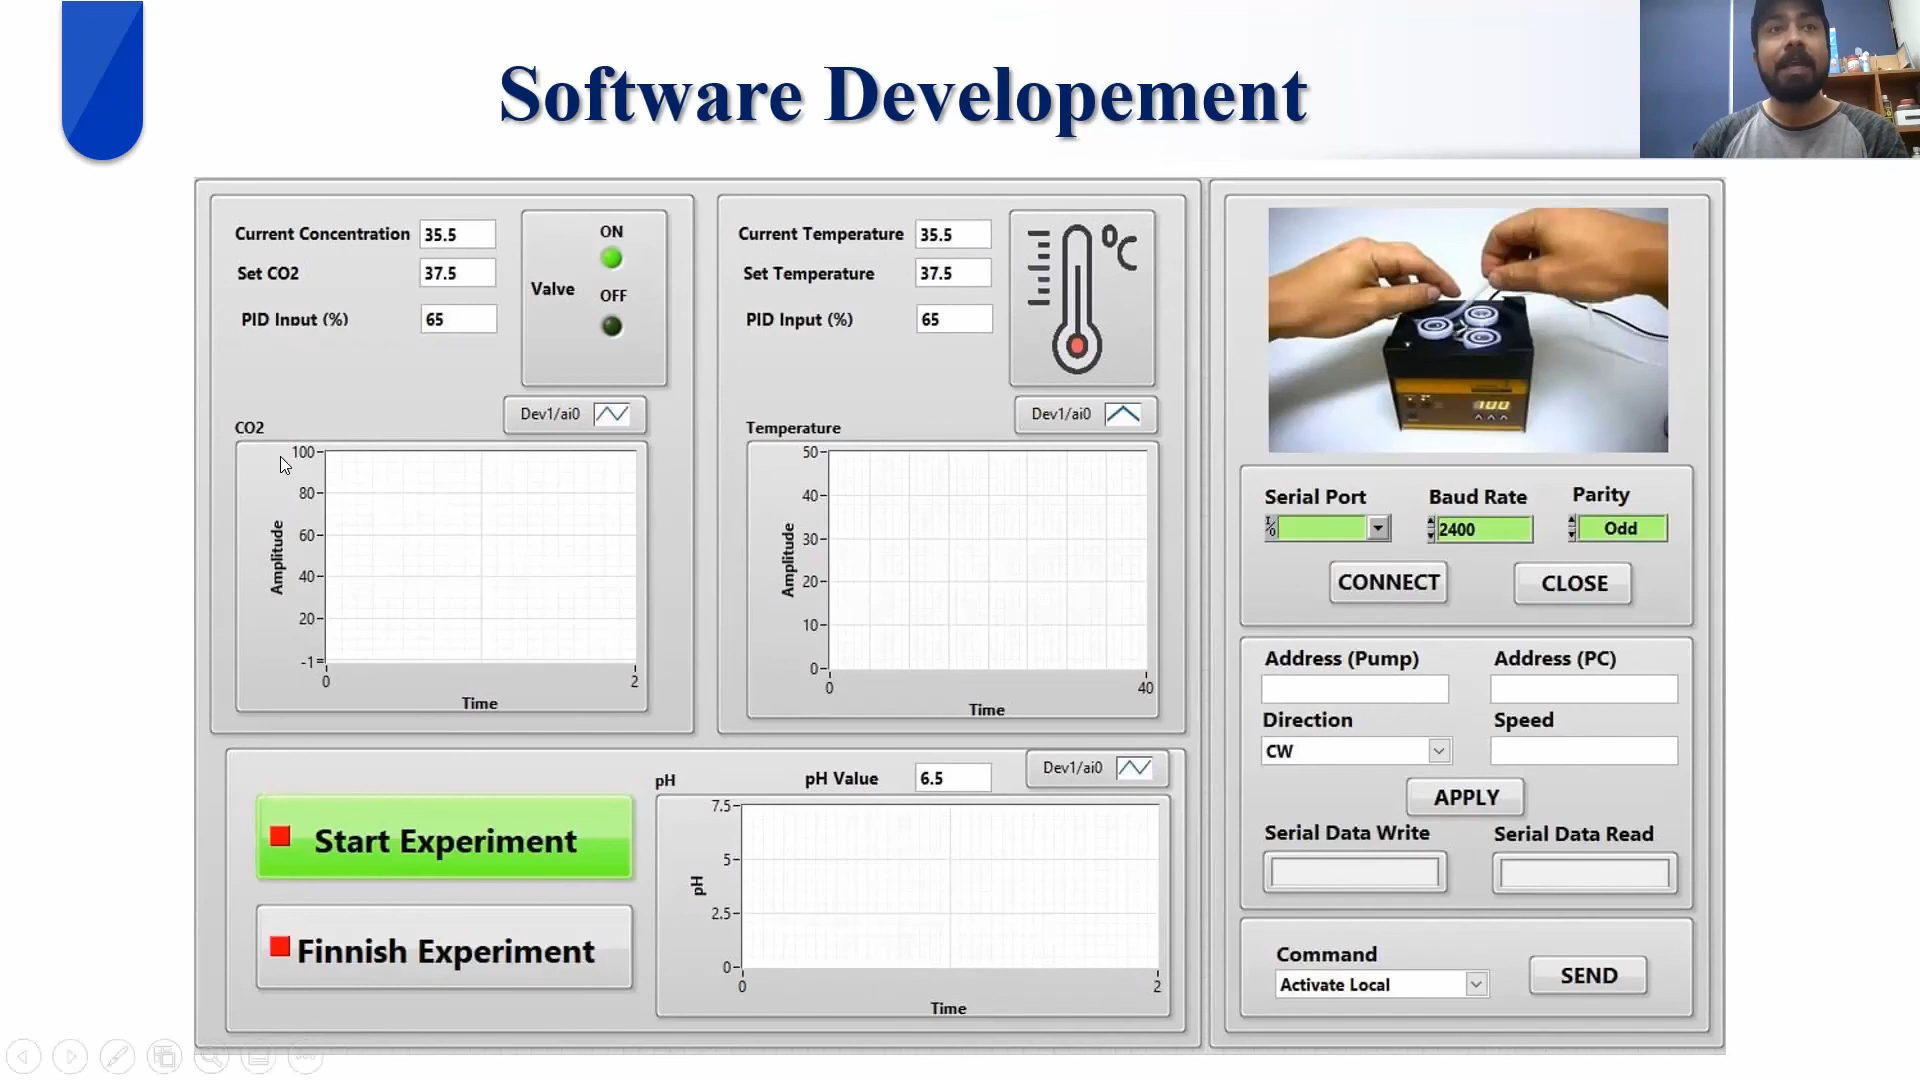 Software Developement
Current Concentration 35.5
Set CO2 37.5
PID Input (%) 65
Valve
ON
OFF
Dev1/ai0
CO2
100
80
60
40
20
-1
Amplitude
0 2
Time
Current Temperature 35.5
Set Temperature 37.5
PID Input (%) 65
°C
Dev1/ai0
Temperature
50
40
30
20
10
0
Amplitude
0 40
Time
Start Experiment
Finnish Experiment
pH
pH Value 6.5
Dev1/ai0
7.5
5
2.5
0
pH
0 2
Time
100
Serial Port Baud Rate Parity
2400 Odd
CONNECT CLOSE
Address (Pump) Address (PC)
Direction Speed
CW
APPLY
Serial Data Write Serial Data Read
Command
Activate Local
SEND